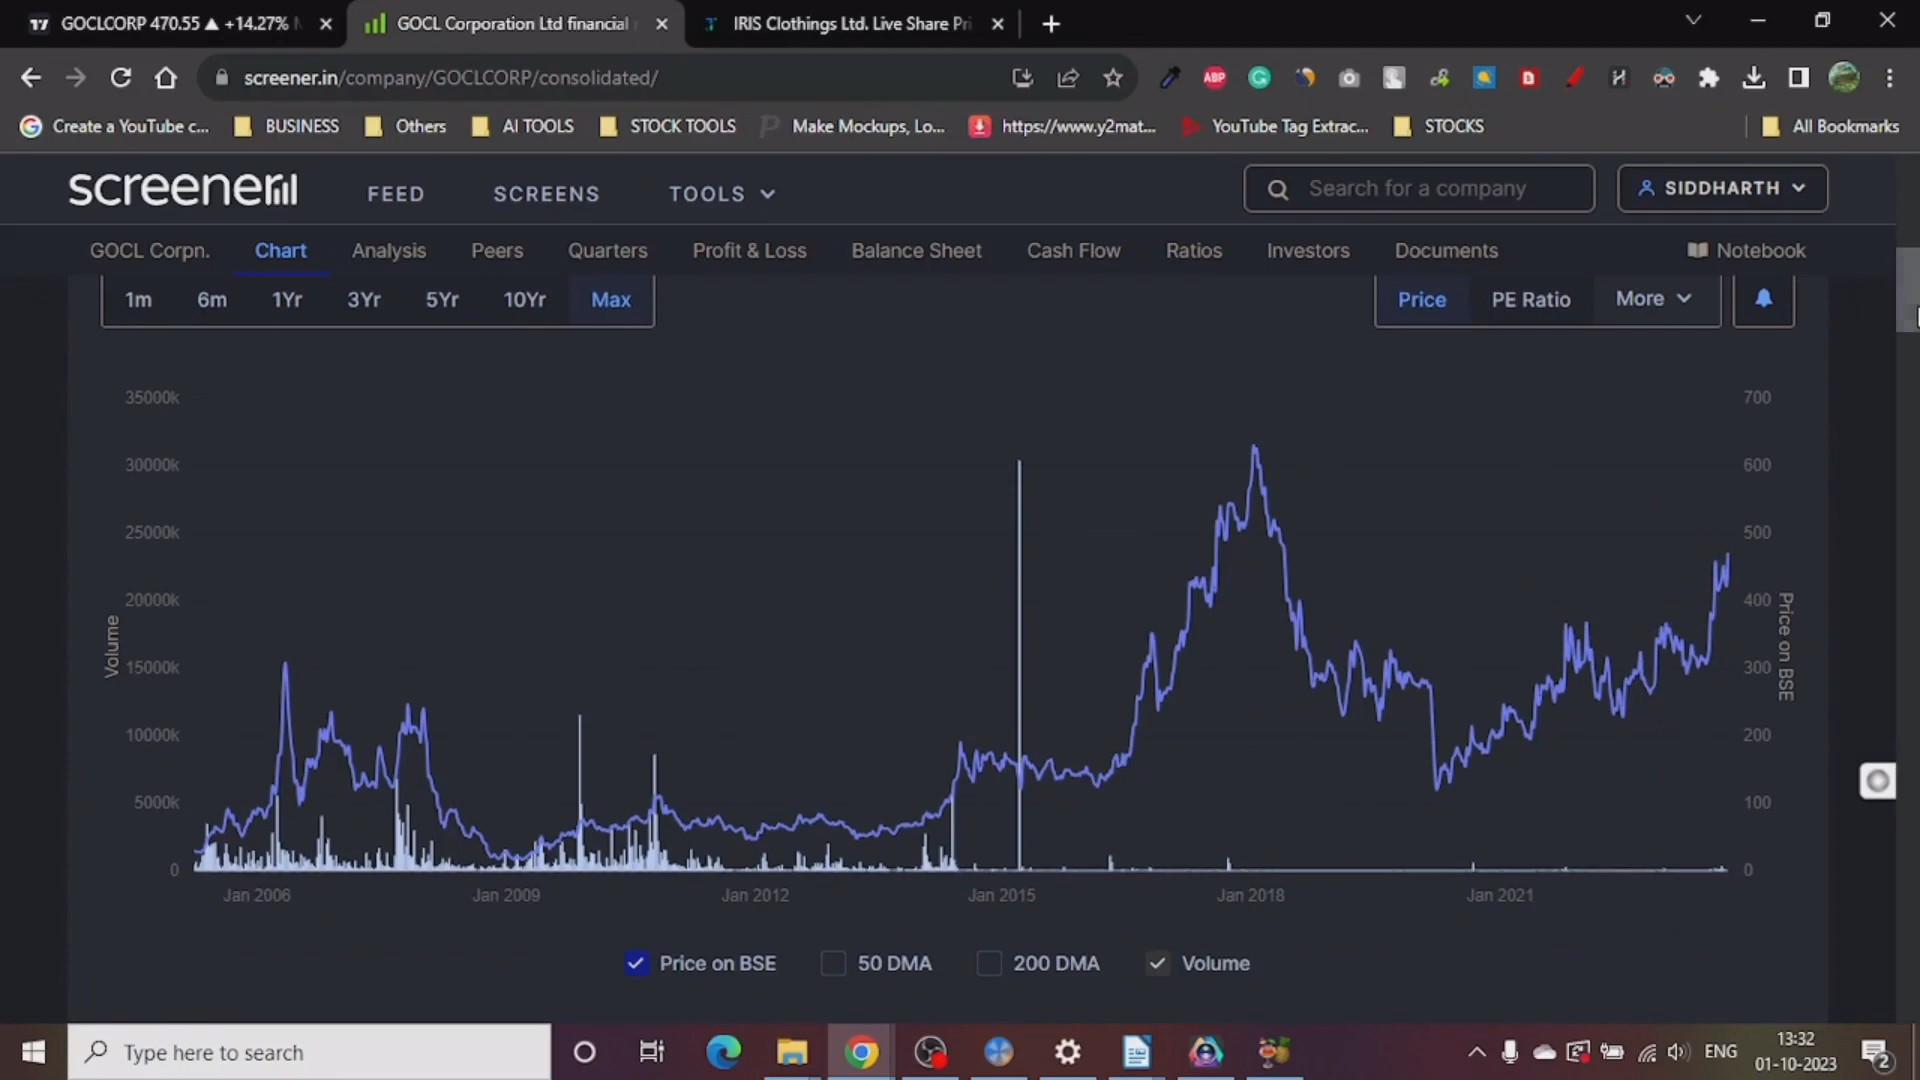 GOCLCORP 470.55 ▲ +14.27%
GOCL Corporation Ltd financial
IRIS Clothings Ltd. Live Share Pri
screener.in/company/GOCLCORP/consolidated/
ABP
Create a YouTube c...
BUSINESS
Others
AI TOOLS
STOCK TOOLS
Make Mockups, Lo...
https://www.y2mat...
YouTube Tag Extrac...
STOCKS
All Bookmarks
screener
FEED
SCREENS
TOOLS
Search for a company
SIDDHARTH
GOCL Corpn.
Chart
Analysis
Peers
Quarters
Profit & Loss
Balance Sheet
Cash Flow
Ratios
Investors
Documents
Notebook
1m
6m
1Yr
3Yr
5Yr
10Yr
Max
Price
PE Ratio
More
35000k
30000k
25000k
20000k
15000k
10000k
5000k
0
Volume
700
600
500
400
300
200
100
0
Price on BSE
Jan 2006
Jan 2009
Jan 2012
Jan 2015
Jan 2018
Jan 2021
Price on BSE
50 DMA
200 DMA
Volume
Type here to search
ENG
13:32
01-10-2023
2